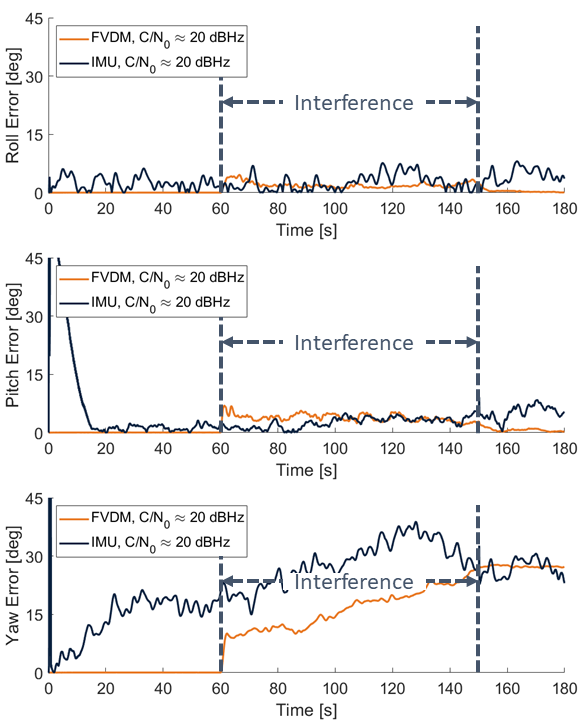 45
30
15
0
Roll Error [deg]
FVDM, C/N0 ≈ 20 dBHz
IMU, C/N0 ≈ 20 dBHz
Interference
0 20 40 60 80 100 120 140 160 180
Time [s]
45
30
15
0
Pitch Error [deg]
FVDM, C/N0 ≈ 20 dBHz
IMU, C/N0 ≈ 20 dBHz
Interference
0 20 40 60 80 100 120 140 160 180
Time [s]
45
30
15
0
Yaw Error [deg]
FVDM, C/N0 ≈ 20 dBHz
IMU, C/N0 ≈ 20 dBHz
Interference
0 20 40 60 80 100 120 140 160 180
Time [s]